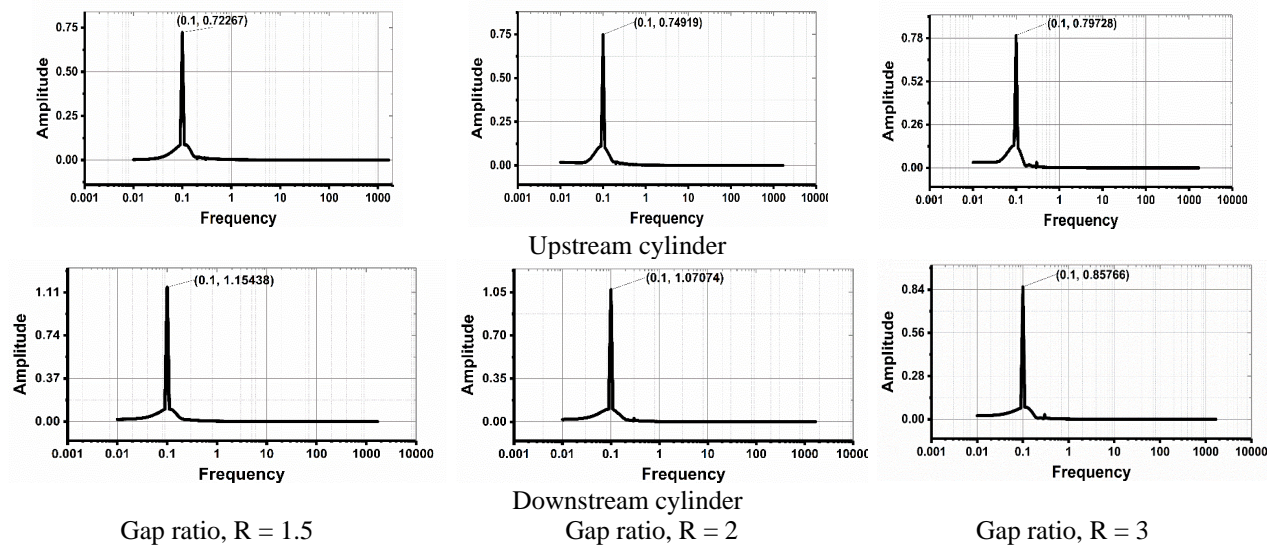 (0.1, 0.72267)
0.75
0.50
0.25
0.00
Amplitude
0.001 0.01 0.1 1 10 100 1000
Frequency
(0.1, 0.74919)
0.75
0.50
0.25
0.00
Amplitude
0.001 0.01 0.1 1 10 100 1000
Frequency
(0.1, 0.79728)
0.78
0.52
0.26
0.00
Amplitude
0.001 0.01 0.1 1 10 100 1000 10000
Frequency
Upstream cylinder
(0.1, 1.15438)
1.11
0.74
0.37
0.00
Amplitude
0.001 0.01 0.1 1 10 100 1000 10000
Frequency
(0.1, 1.07074)
1.05
0.70
0.35
0.00
Amplitude
0.001 0.01 0.1 1 10 100 1000 10000
Frequency
(0.1, 0.85766)
0.84
0.56
0.28
0.00
Amplitude
0.001 0.01 0.1 1 10 100 1000 10000
Frequency
Downstream cylinder
Gap ratio, R = 1.5 Gap ratio, R = 2 Gap ratio, R = 3